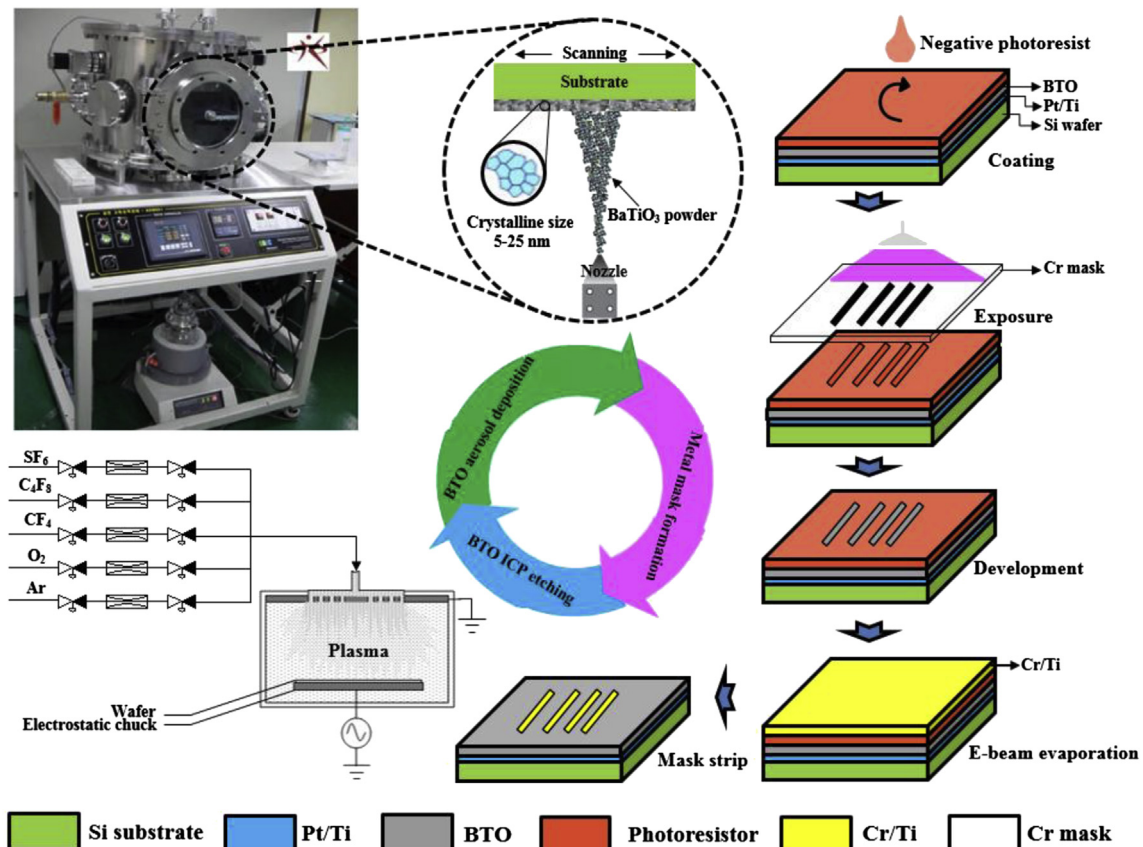 Scanning
Substrate
Crystalline size
5-25 nm
BaTiO3 powder
Nozzle
Negative photoresist
BTO
Pt/Ti
Si wafer
Coating
Cr mask
Exposure
Development
Cr/Ti
E-beam evaporation
Mask strip
BTO aerosol deposition
Metal mask formation
BTO ICP etching
SF6
C4F8
CF4
O2
Ar
Plasma
Wafer
Electrostatic chuck
Si substrate
Pt/Ti
BTO
Photoresistor
Cr/Ti
Cr mask